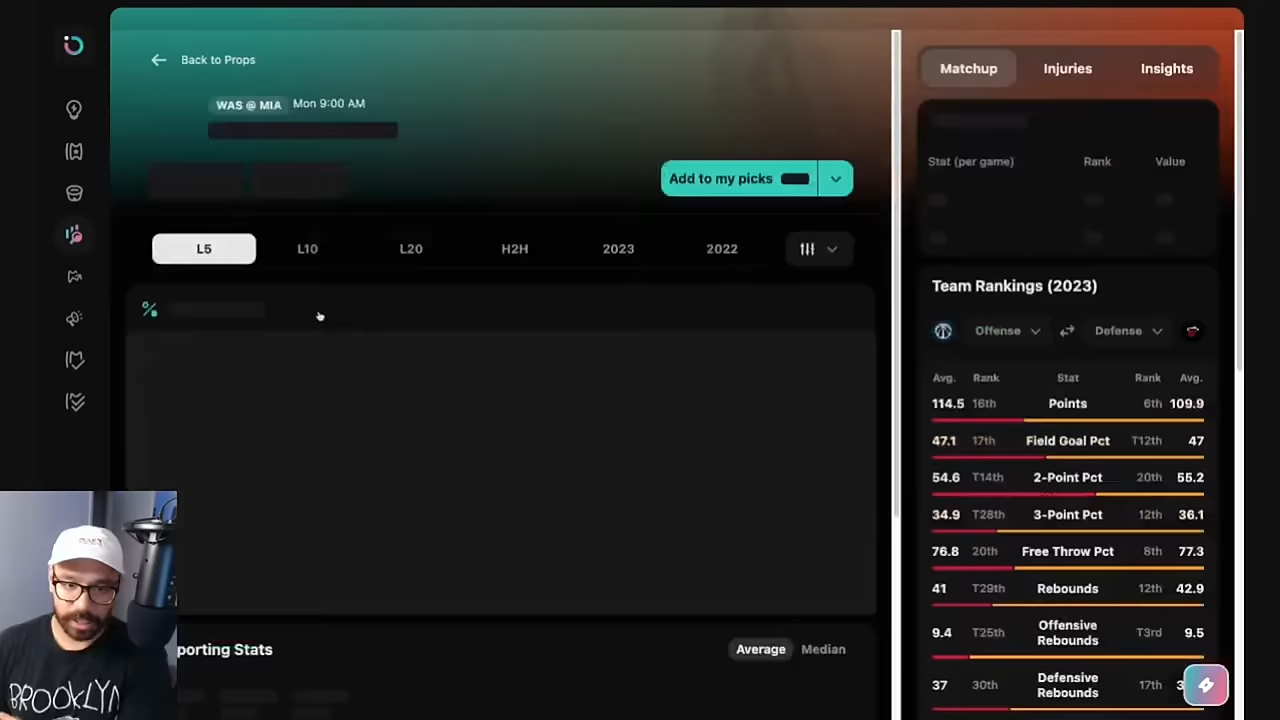 Back to Props
WAS @ MIA Mon 9:00 AM
Add to my picks
L5 L10 L20 H2H 2023 2022
porting Stats
Average Median
BROOKLYN
Matchup Injuries Insights
Stat (per game) Rank Value
Team Rankings (2023)
Offense Defense
Avg. Rank Stat Rank Avg.
114.5 16th Points 6th 109.9
47.1 17th Field Goal Pct T12th 47
54.6 T14th 2-Point Pct 20th 55.2
34.9 T28th 3-Point Pct 12th 36.1
76.8 20th Free Throw Pct 8th 77.3
41 T29th Rebounds 12th 42.9
9.4 T25th Offensive Rebounds T3rd 9.5
37 30th Defensive Rebounds 17th